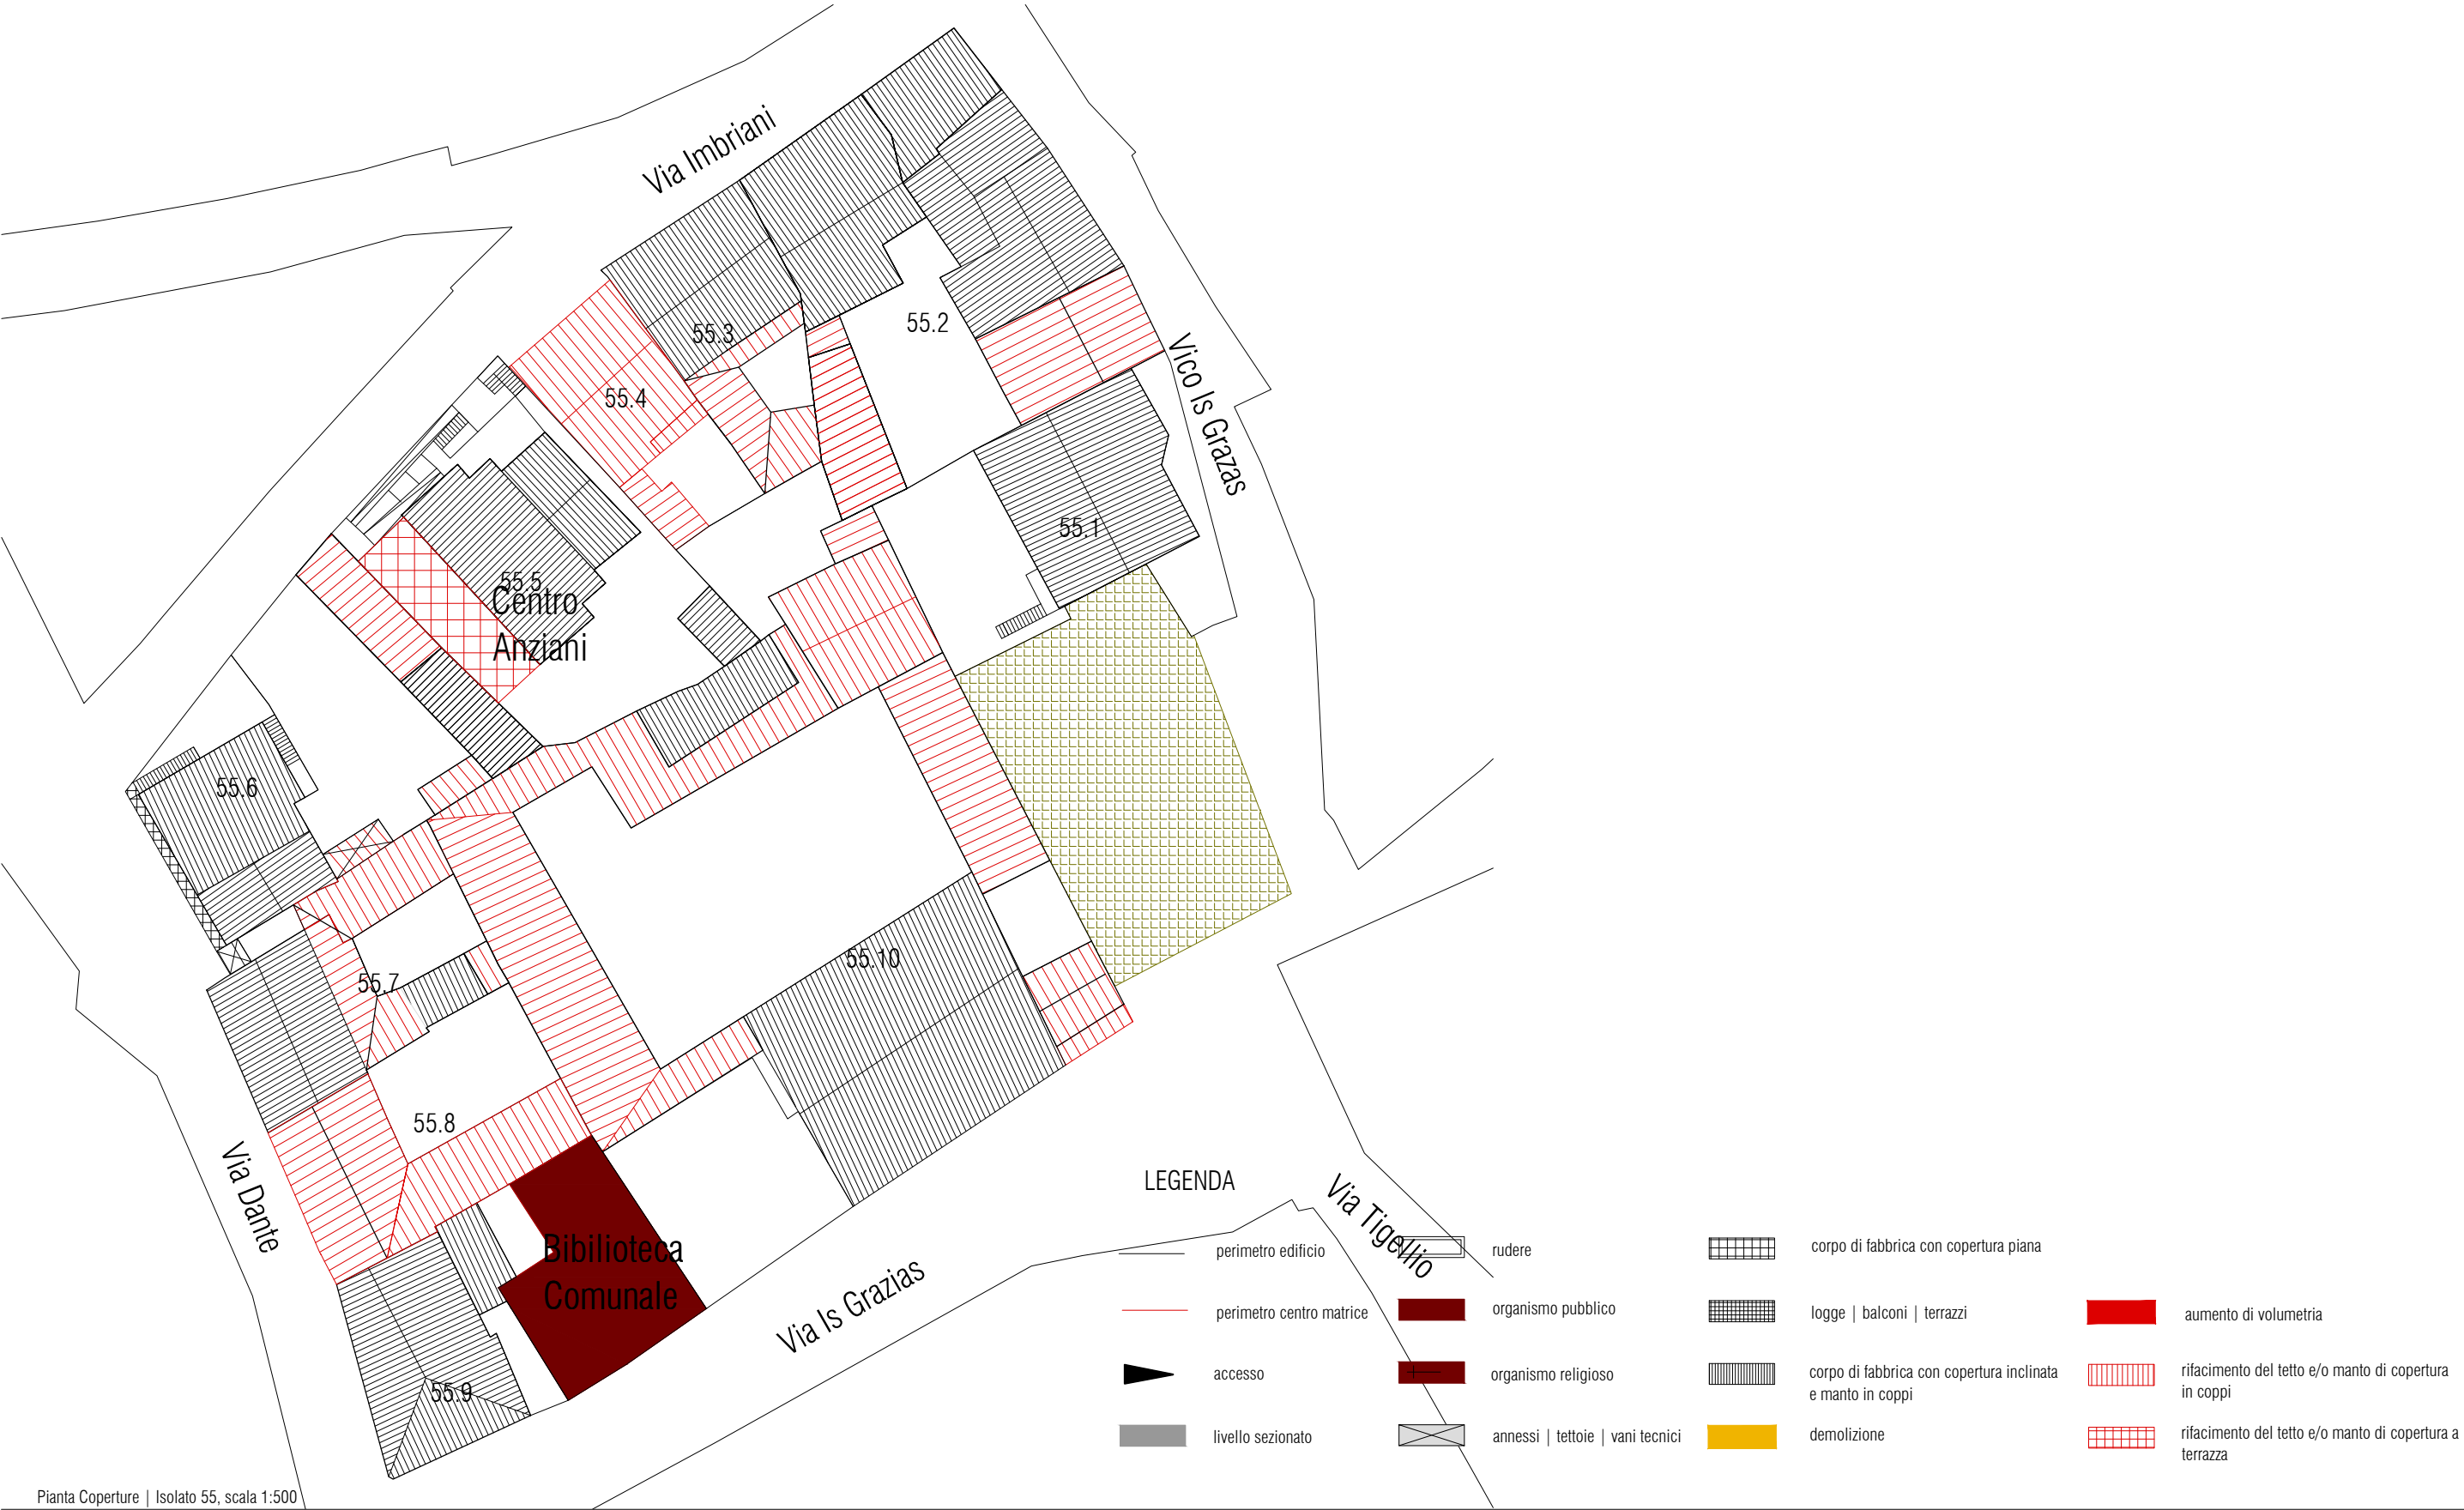 Via Imbriani
55.3
55.2
55.4
Vico Is Grazas
55.1
55.5
Centro
Anziani
55.6
55.10
55.7
55.8
Via Dante
Bibilioteca
Comunale
Via Is Grazias
55.9
Via Tigellio
LEGENDA
perimetro edificio
perimetro centro matrice
accesso
livello sezionato
rudere
organismo pubblico
organismo religioso
annessi | tettoie | vani tecnici
corpo di fabbrica con copertura piana
logge | balconi | terrazzi
corpo di fabbrica con copertura inclinata
e manto in coppi
demolizione
aumento di volumetria
rifacimento del tetto e/o manto di copertura
in coppi
rifacimento del tetto e/o manto di copertura a
terrazza
Pianta Coperture | Isolato 55, scala 1:500